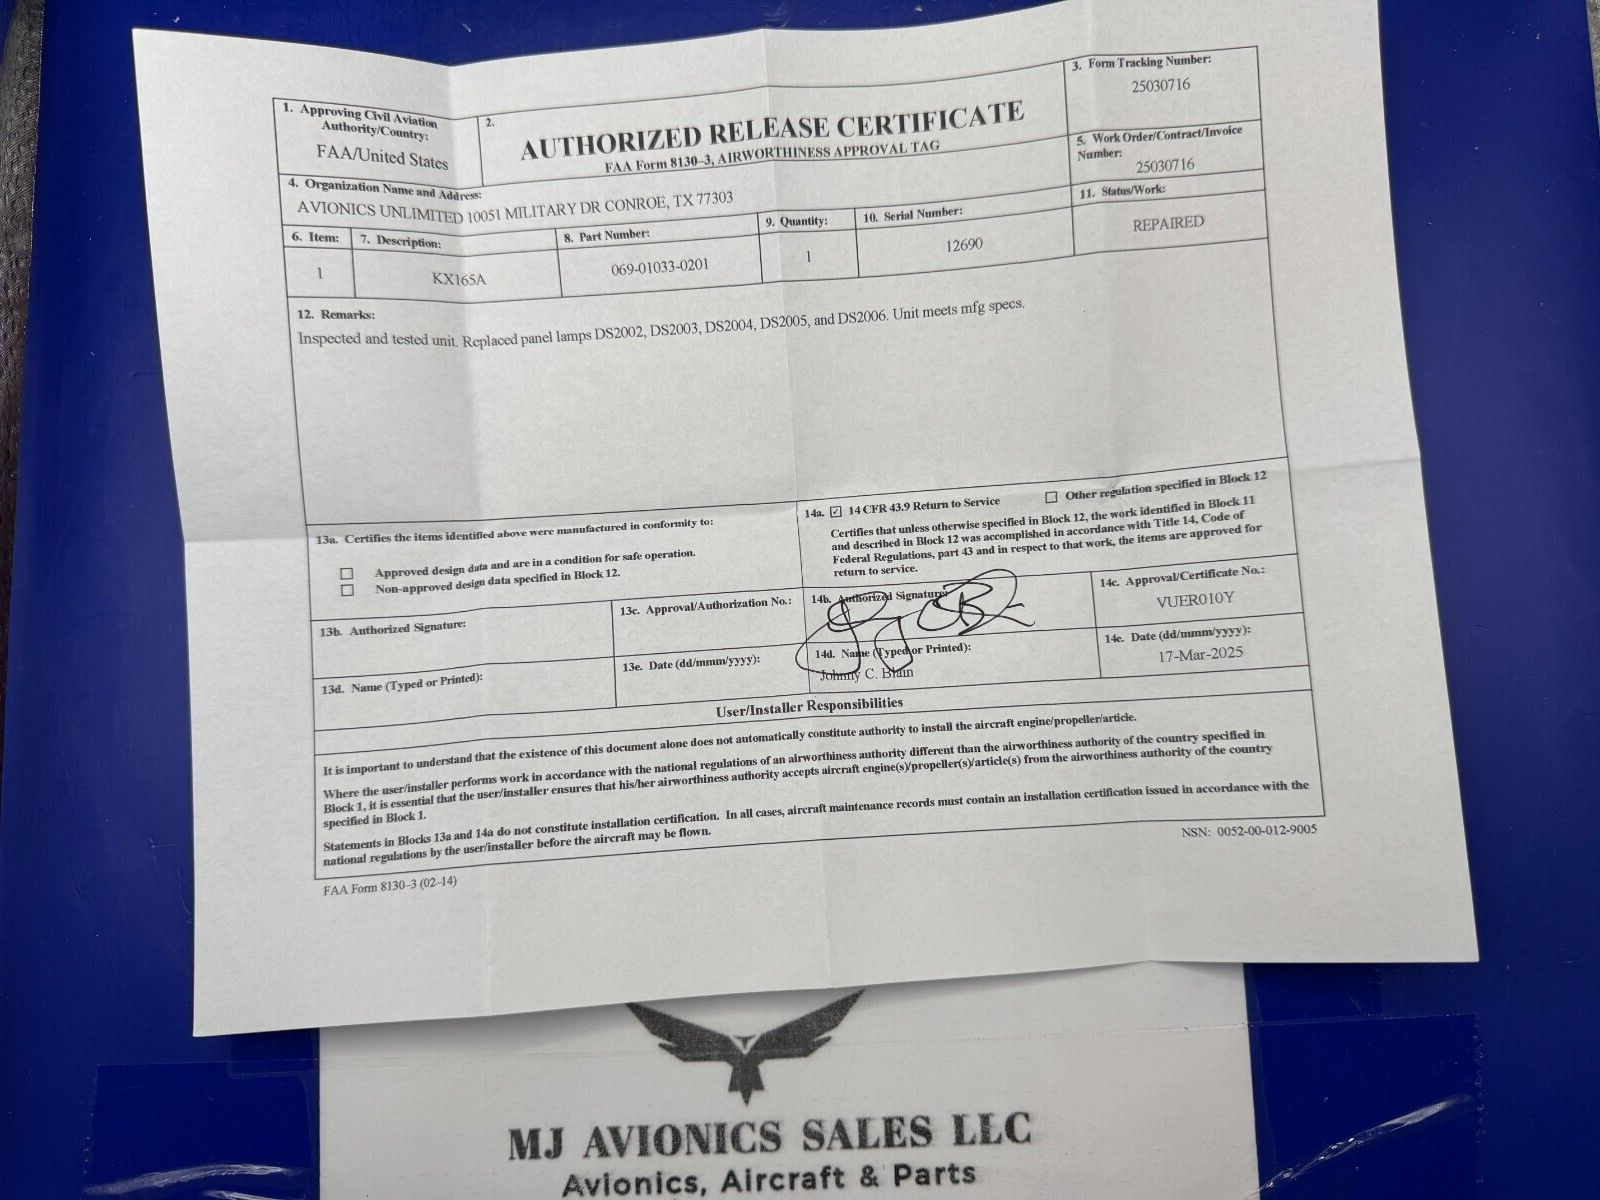 1. Approving Civil Aviation
Authority/Country:
FAA/United States
2.
AUTHORIZED RELEASE CERTIFICATE
FAA Form 8130–3, AIRWORTHINESS APPROVAL TAG
3. Form Tracking Number:
25030716
4. Organization Name and Address:
AVIONICS UNLIMITED 10051 MILITARY DR CONROE, TX 77303
5. Work Order/Contract/Invoice
Number:
25030716
6. Item:
7. Description:
8. Part Number:
9. Quantity:
10. Serial Number:
11. Status/Work:
1
KX165A
069-01033-0201
1
12690
REPAIRED
12. Remarks:
Inspected and tested unit. Replaced panel lamps DS2002, DS2003, DS2004, DS2005, and DS2006. Unit meets mfg specs.
13a. Certifies the items identified above were manufactured in conformity to:
Approved design data and are in a condition for safe operation.
Non-approved design data specified in Block 12.
14a. 14 CFR 43.9 Return to Service
Other regulation specified in Block 12
Certifies that unless otherwise specified in Block 12, the work identified in Block 11
and described in Block 12 was accomplished in accordance with Title 14, Code of
Federal Regulations, part 43 and in respect to that work, the items are approved for
return to service.
13b. Authorized Signature:
13c. Approval/Authorization No.:
14b. Authorized Signature:
14c. Approval/Certificate No.:
VUER010Y
13d. Name (Typed or Printed):
13e. Date (dd/mmm/yyyy):
14d. Name (Typed or Printed):
Johnny C. Blain
14e. Date (dd/mmm/yyyy):
17-Mar-2025
User/Installer Responsibilities
It is important to understand that the existence of this document alone does not automatically constitute authority to install the aircraft engine/propeller/article.
Where the user/installer performs work in accordance with the national regulations of an airworthiness authority different than the airworthiness authority of the country specified in
Block 1, it is essential that the user/installer ensures that his/her airworthiness authority accepts aircraft engine(s)/propeller(s)/article(s) from the airworthiness authority of the country
specified in Block 1.
Statements in Blocks 13a and 14a do not constitute installation certification. In all cases, aircraft maintenance records must contain an installation certification issued in accordance with the
national regulations by the user/installer before the aircraft may be flown.
FAA Form 8130–3 (02–14)
NSN: 0052-00-012-9005
MJ AVIONICS SALES LLC
Avionics, Aircraft & Parts